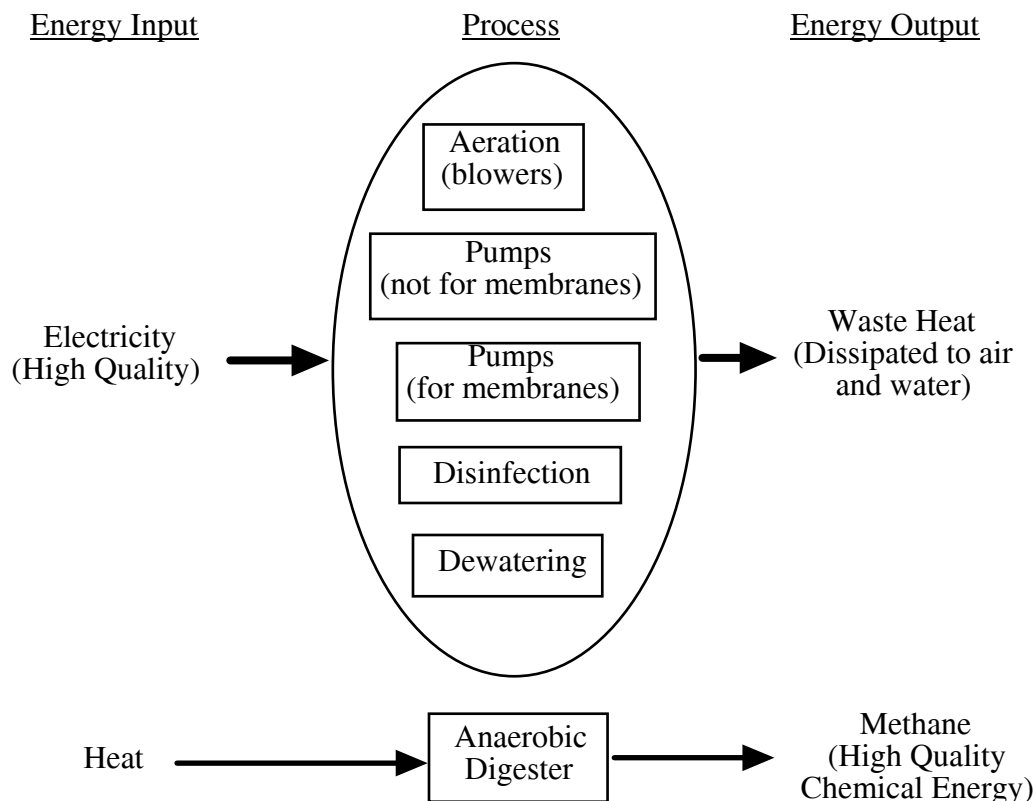 Energy Input
Process
Energy Output
Aeration
(blowers)
Pumps
(not for membranes)
Electricity
(High Quality)
Pumps
(for membranes)
Waste Heat
(Dissipated to air
and water)
Disinfection
Dewatering
Heat
Anaerobic
Digester
Methane
(High Quality
Chemical Energy)